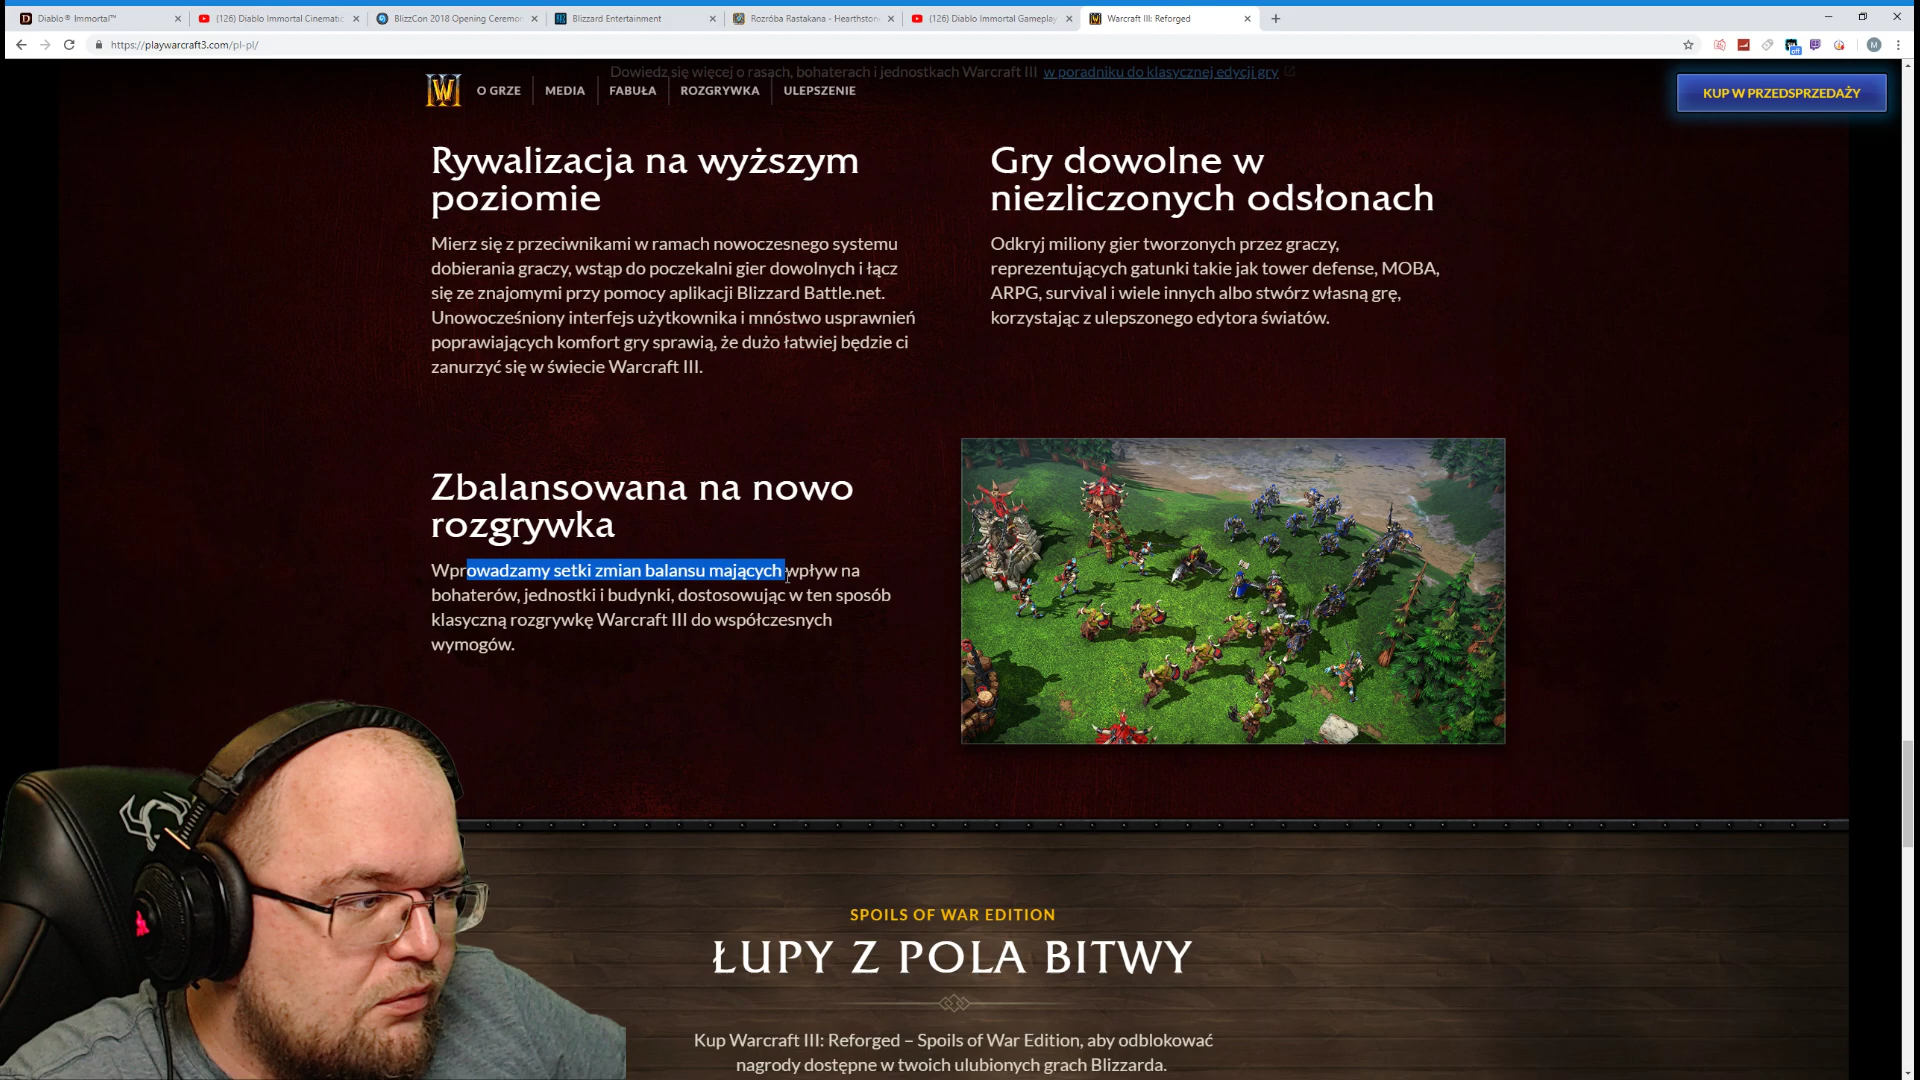 Diablo® Immortal™
(126) Diablo Immortal Cinematic
BlizzCon 2018 Opening Ceremon
Blizzard Entertainment
Rozróba Rastakana - Hearthston
(126) Diablo Immortal Gameplay
Warcraft III: Reforged
https://playwarcraft3.com/pl-pl/
off
M
Dowiedz się więcej o rasach, bohaterach i jednostkach Warcraft III w poradniku do klasycznej edycji gry
O GRZE
MEDIA
FABUŁA
ROZGRYWKA
ULEPSZENIE
KUP W PRZEDSPRZEDAŻY
Rywalizacja na wyższym
poziomie
Mierz się z przeciwnikami w ramach nowoczesnego systemu
dobierania graczy, wstąp do poczekalni gier dowolnych i łącz
się ze znajomymi przy pomocy aplikacji Blizzard Battle.net.
Unowocześniony interfejs użytkownika i mnóstwo usprawnień
poprawiających komfort gry sprawią, że dużo łatwiej będzie ci
zanurzyć się w świecie Warcraft III.
Gry dowolne w
niezliczonych odsłonach
Odkryj miliony gier tworzonych przez graczy,
reprezentujących gatunki takie jak tower defense, MOBA,
ARPG, survival i wiele innych albo stwórz własną grę,
korzystając z ulepszonego edytora światów.
Zbalansowana na nowo
rozgrywka
Wprowadzamy setki zmian balansu mających wpływ na
bohaterów, jednostki i budynki, dostosowując w ten sposób
klasyczną rozgrywkę Warcraft III do współczesnych
wymogów.
SPOILS OF WAR EDITION
ŁUPY Z POLA BITWY
Kup Warcraft III: Reforged – Spoils of War Edition, aby odblokować
nagrody dostępne w twoich ulubionych grach Blizzarda.